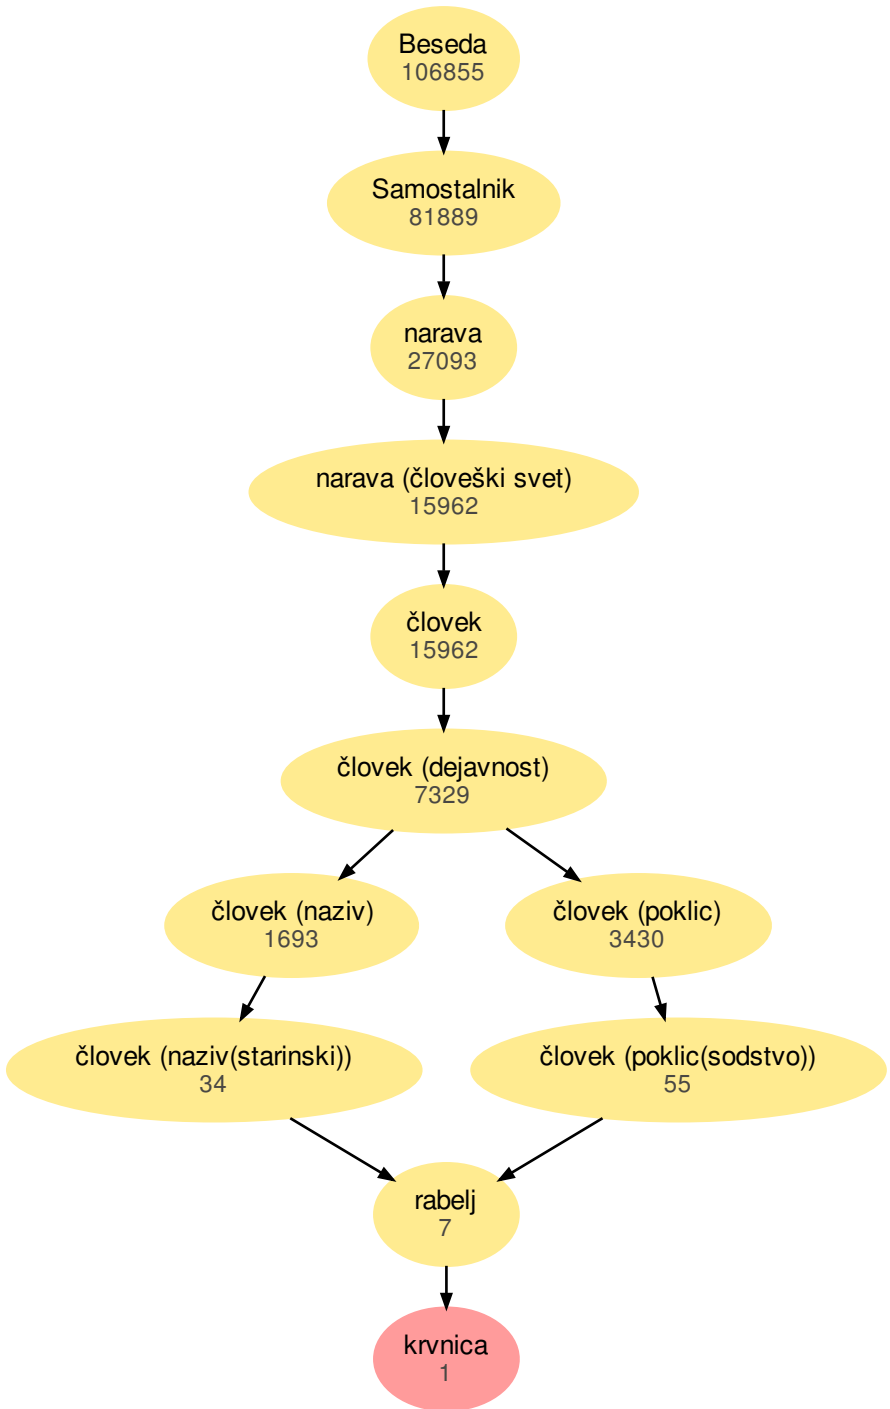 Beseda
106855
Samostalnik
81889
narava
27093
narava (človeški svet)
15962
človek
15962
človek (dejavnost)
7329
človek (naziv)
1693
človek (poklic)
3430
človek (naziv(starinski))
34
človek (poklic(sodstvo))
55
rabelj
7
krvnica
1